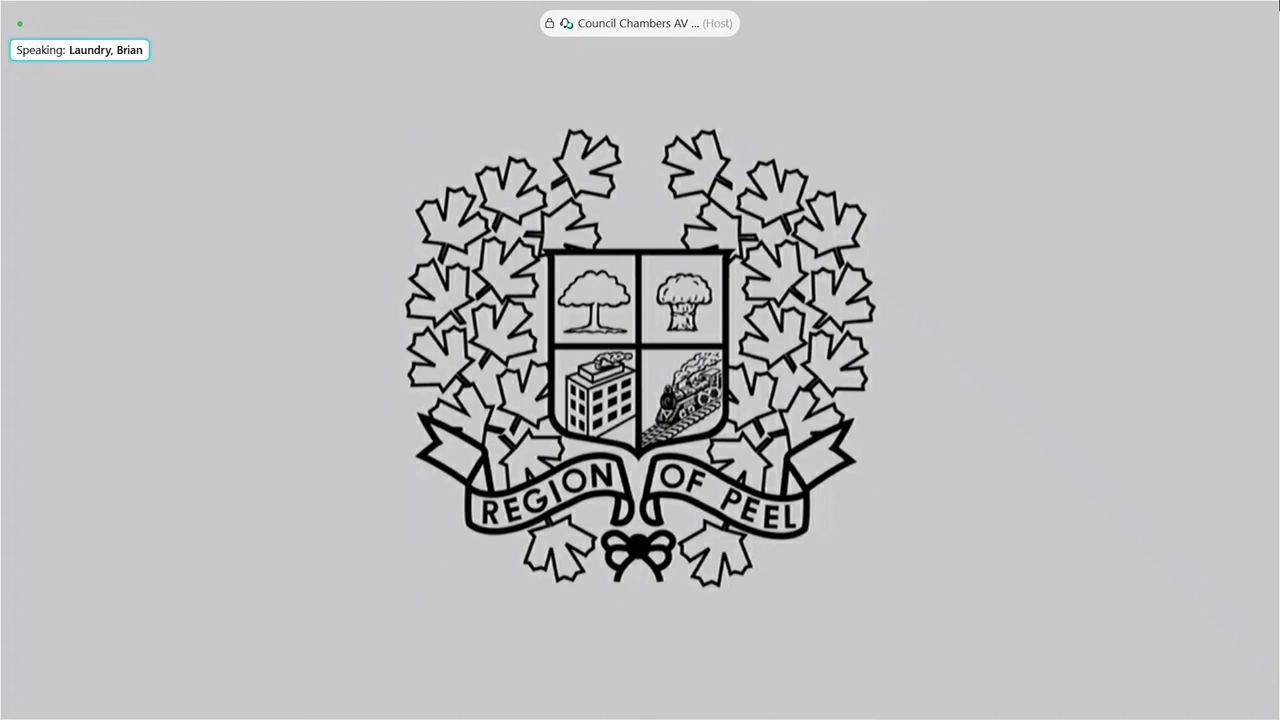 Council Chambers AV ... (Host)
Speaking: Laundry, Brian
REGION OF PEEL